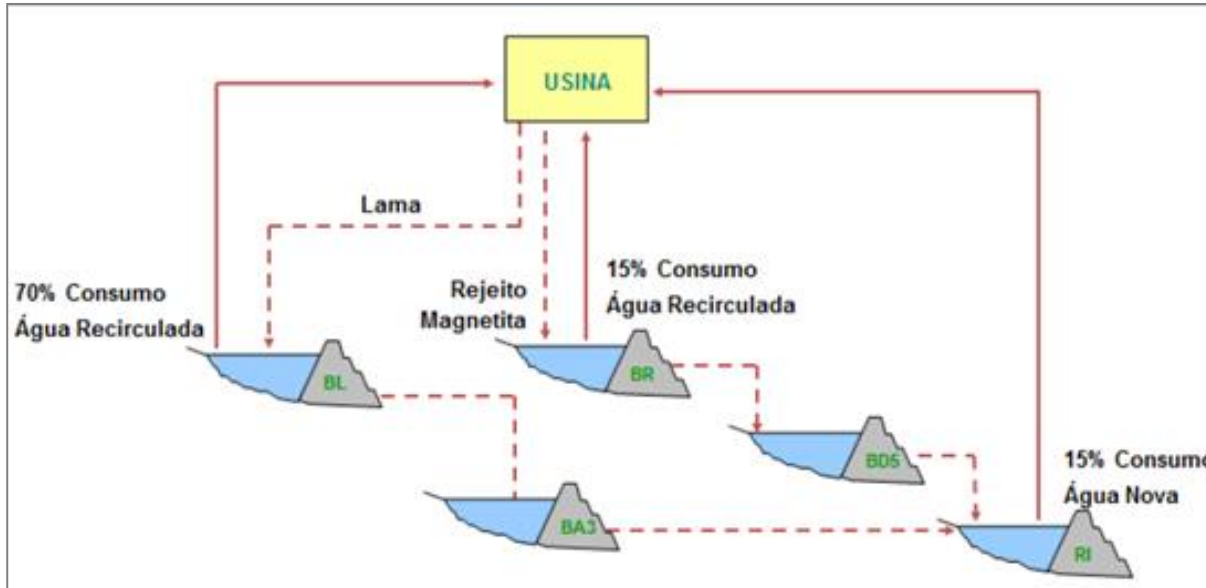 USINA
Lama
70% Consumo
Água Recirculada
Rejeito
Magnetita
15% Consumo
Água Recirculada
BL
BR
BD5
15% Consumo
Água Nova
BA3
RI